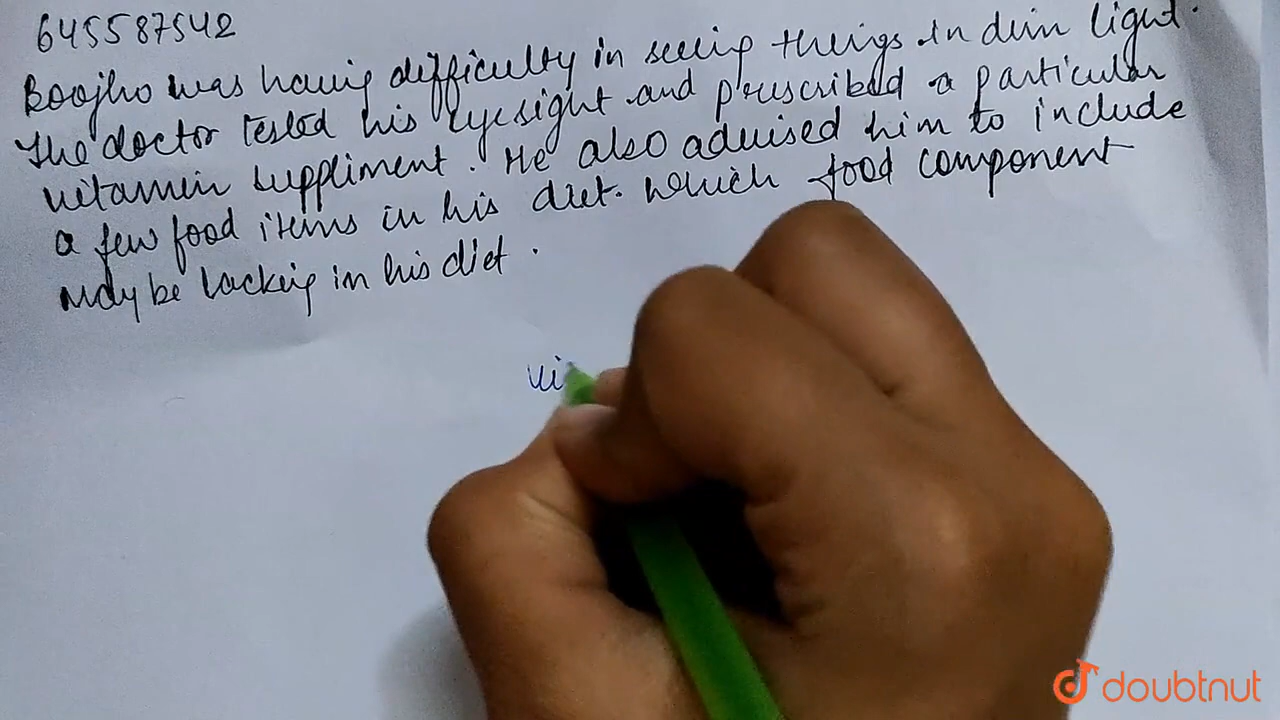 645587542
Boojho was having difficulty in seeing things in dim light.
The doctor tested his eyesight and prescribed a particular
vitamin suppliment. He also advised him to include
a few food items in his diet. which food component
may be lacking in his diet.
vi
doubtnut